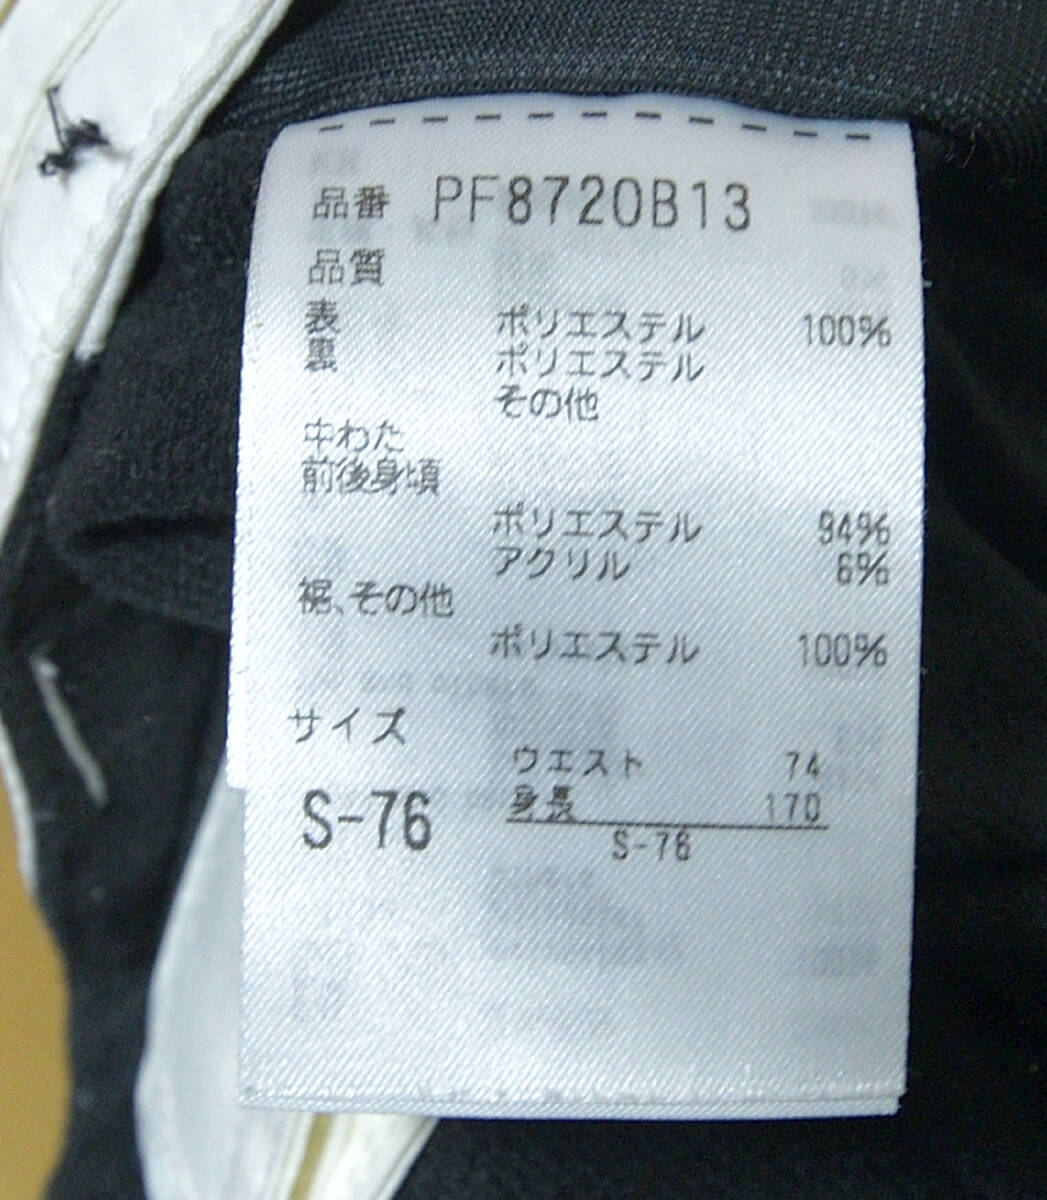 品番 PF8720B13
品質
表 ポリエステル 100%
裏 ポリエステル
その他
中わた
前後身頃
ポリエステル 94%
アクリル 6%
裾、その他
ポリエステル 100%
サイズ
S-76
ウエスト 74
身長 170
S-76